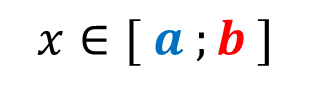 x ∈ [ a ; b ]